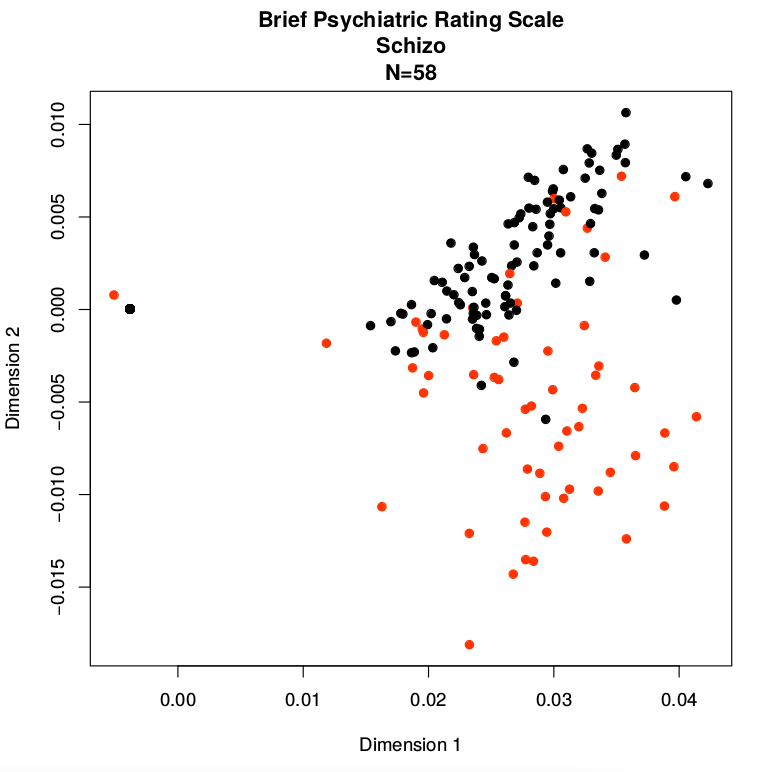 Brief Psychiatric Rating Scale
Schizo
N=58
0.010
0.005
0.000
−0.005
−0.010
−0.015
Dimension 2
0.00 0.01 0.02 0.03 0.04
Dimension 1